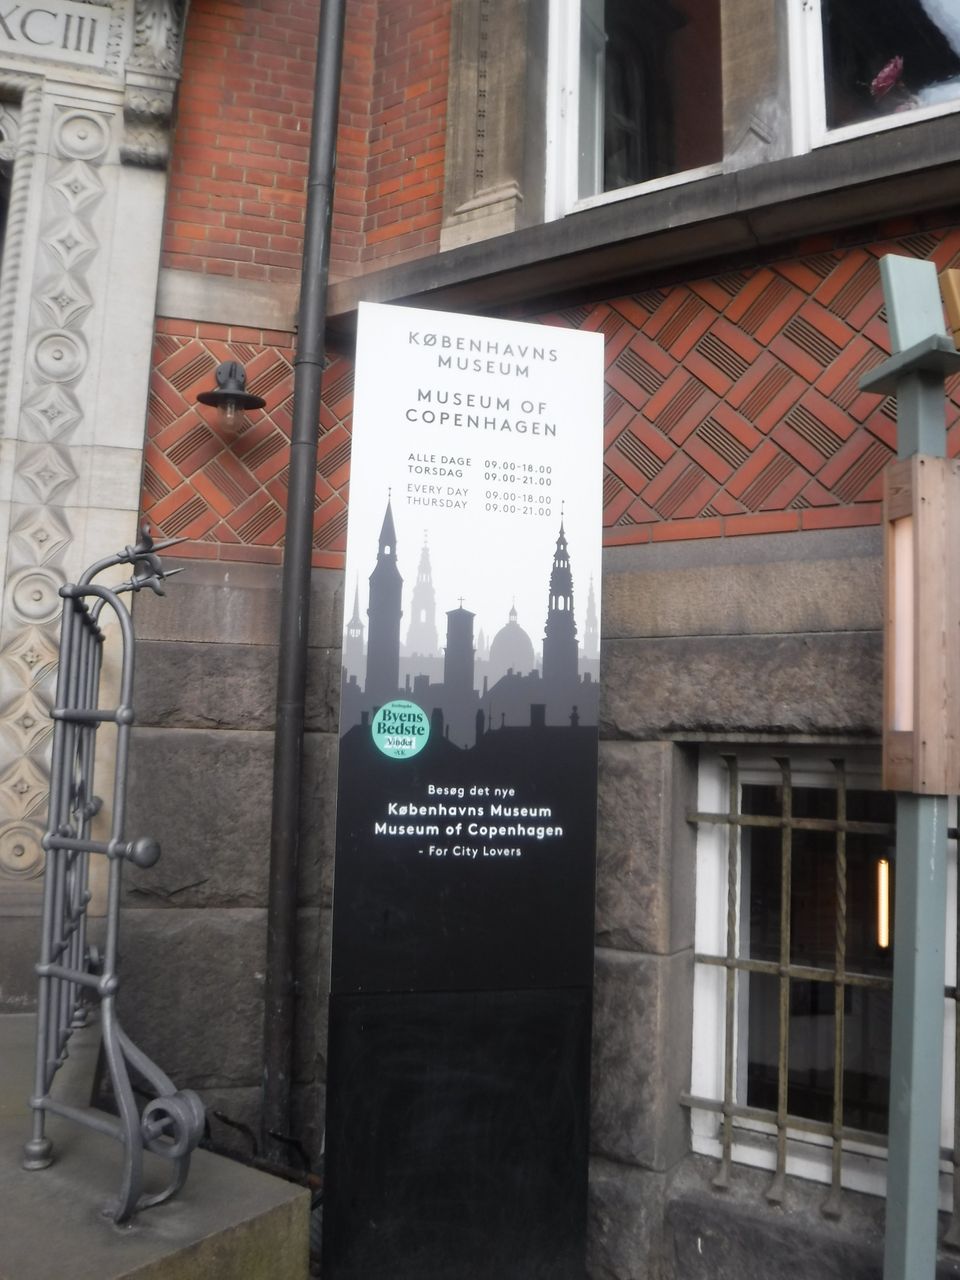 XCIII
KØBENHAVNS
MUSEUM
MUSEUM OF
COPENHAGEN
ALLE DAGE 09.00-18.00
TORSDAG 09.00-21.00
EVERY DAY 09.00-18.00
THURSDAY 09.00-21.00
Byens
Bedste
Vinder
Besøg det nye
Københavns Museum
Museum of Copenhagen
- For City Lovers